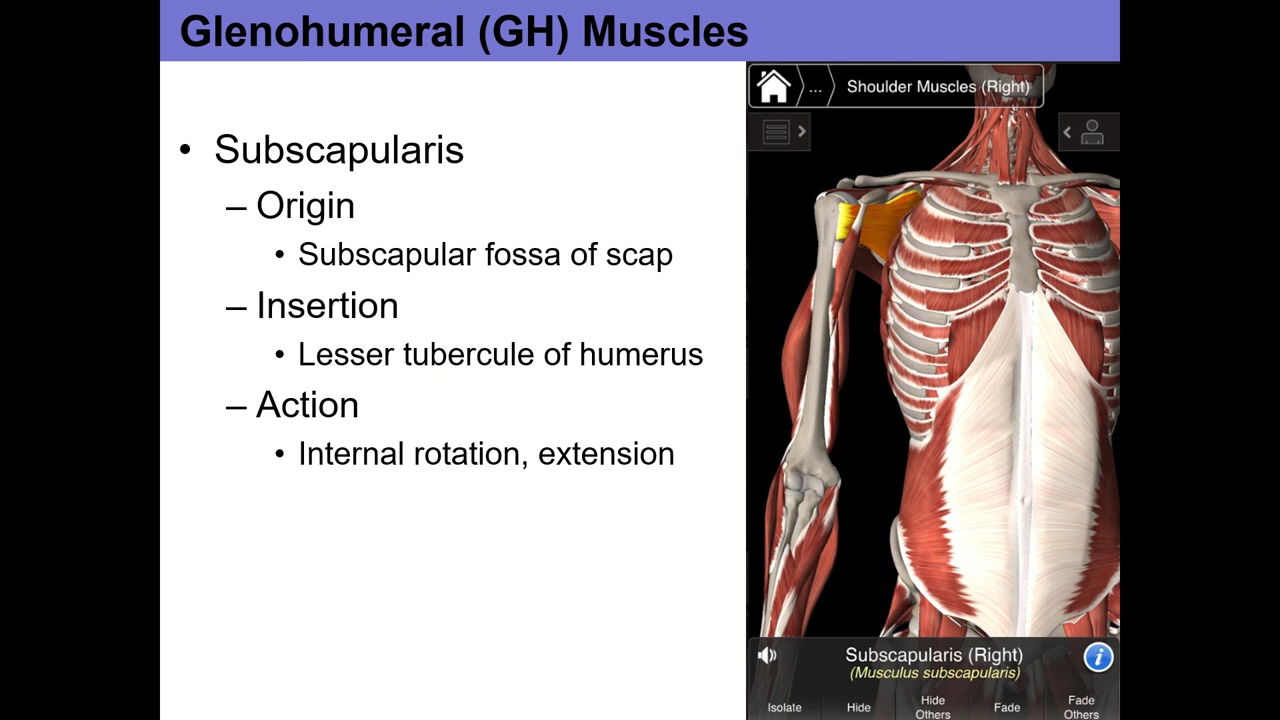 Glenohumeral (GH) Muscles
• Subscapularis
– Origin
• Subscapular fossa of scap
– Insertion
• Lesser tubercule of humerus
– Action
• Internal rotation, extension
... Shoulder Muscles (Right)
Subscapularis (Right)
(Musculus subscapularis)
Isolate
Hide
Hide
Others
Fade
Fade
Others